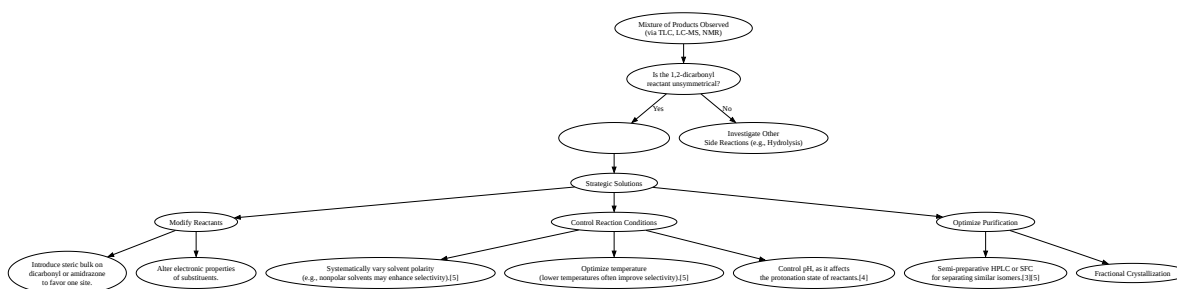 Mixture of Products Observed
(via TLC, LC-MS, NMR)
Is the 1,2-dicarbonyl
reactant unsymmetrical?
Yes
No
Investigate Other
Side Reactions (e.g., Hydrolysis)
Strategic Solutions
Modify Reactants
Control Reaction Conditions
Optimize Purification
Introduce steric bulk on
dicarbonyl or amidrazone
to favor one site.
Alter electronic properties
of substituents.
Systematically vary solvent polarity
(e.g., nonpolar solvents may enhance selectivity).[5]
Optimize temperature
(lower temperatures often improve selectivity).[5]
Control pH, as it affects
the protonation state of reactants.[4]
Semi-preparative HPLC or SFC
for separating similar isomers.[3][5]
Fractional Crystallization